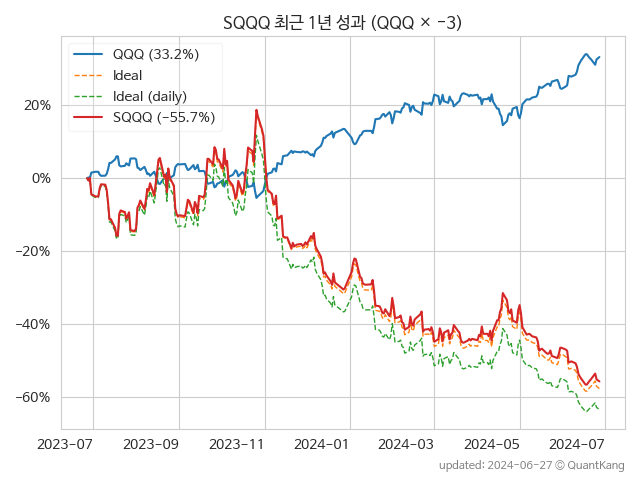 SQQQ 최근 1년 성과 (QQQ × −3)
QQQ (33.2%)
Ideal
Ideal (daily)
SQQQ (−55.7%)
20%
0%
−20%
−40%
−60%
2023-07
2023-09
2023-11
2024-01
2024-03
2024-05
2024-07
updated: 2024-06-27 © QuantKang